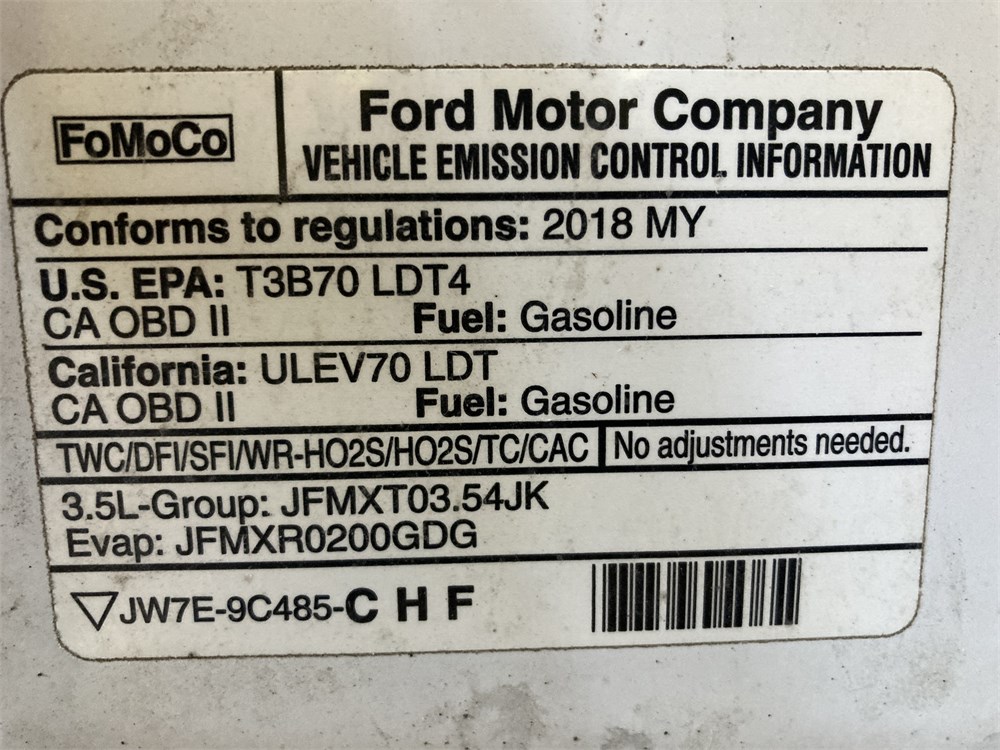 FoMoCo
Ford Motor Company
VEHICLE EMISSION CONTROL INFORMATION
Conforms to regulations: 2018 MY
U.S. EPA: T3B70 LDT4
CA OBD II Fuel: Gasoline
California: ULEV70 LDT
CA OBD II Fuel: Gasoline
TWC/DFI/SFI/WR-HO2S/HO2S/TC/CAC No adjustments needed.
3.5L-Group: JFMXT03.54JK
Evap: JFMXR0200GDG
JW7E-9C485-C H F